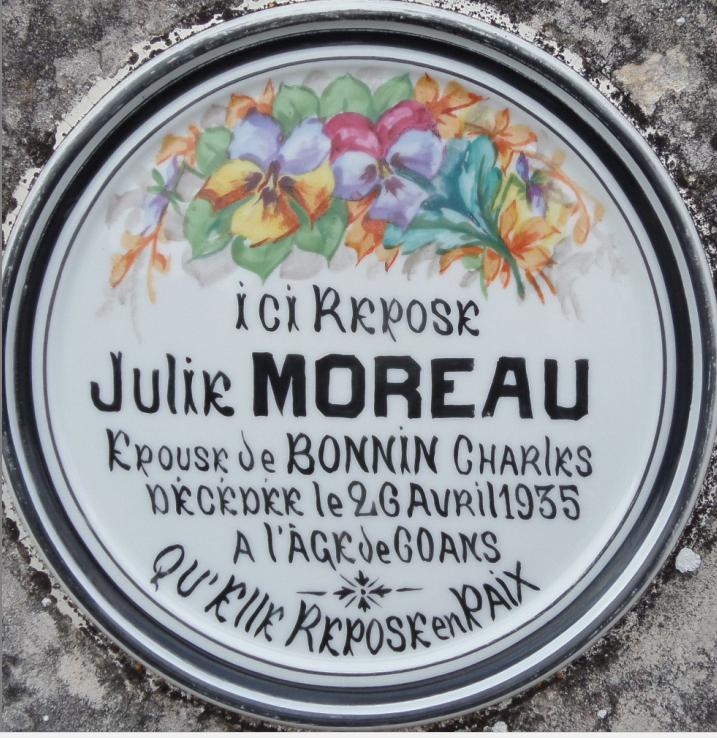 ici REPOSE
Julie MOREAU
EPOUSE de BONNIN CHARLES
DÉCÉDÉE le 26 AVRIL 1935
A l'ÂGE de 60 ANS
QU'ELLE REPOSE en PAIX